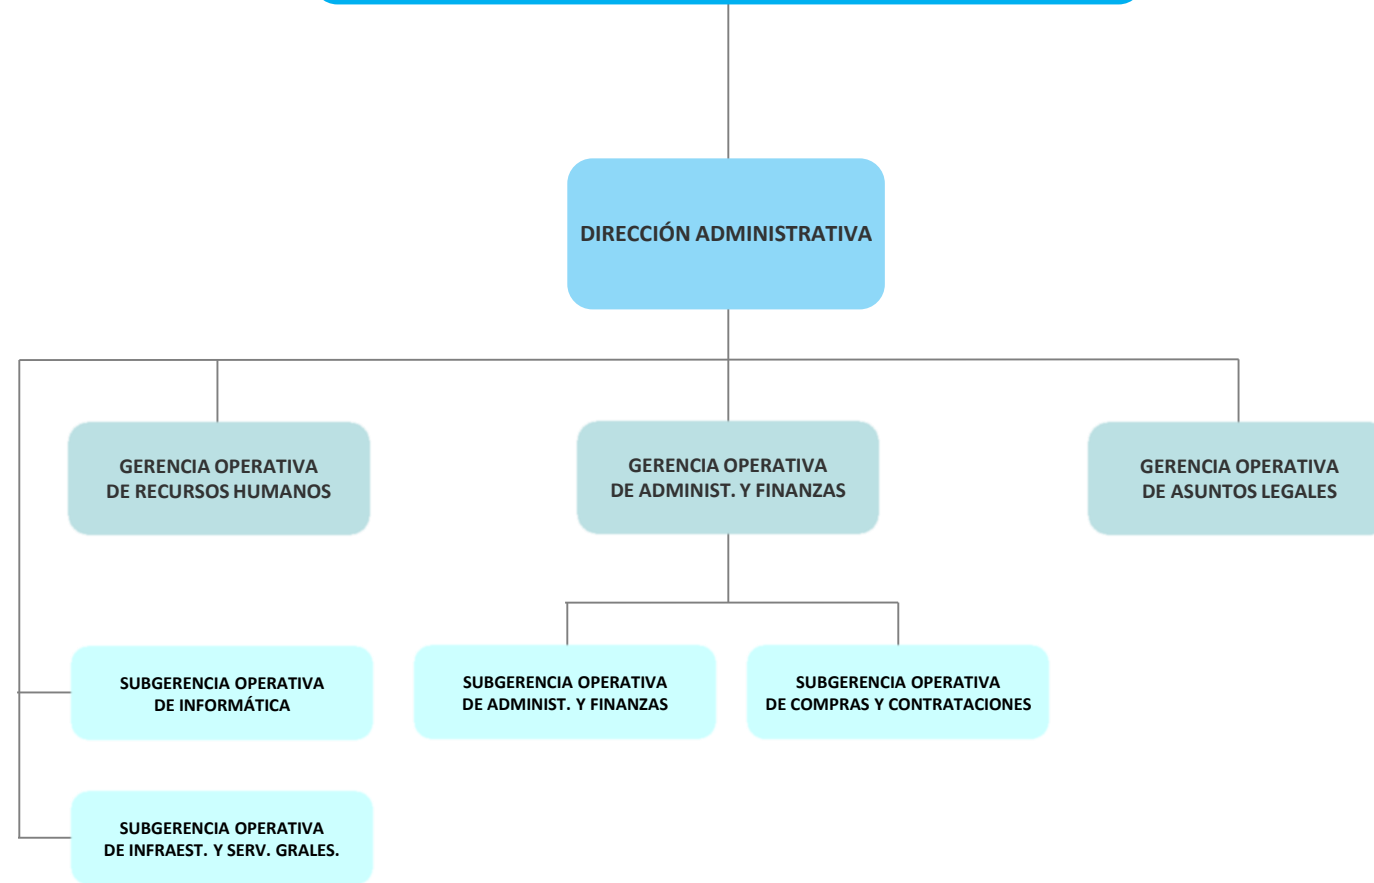 DIRECCIÓN ADMINISTRATIVA
GERENCIA OPERATIVA
DE RECURSOS HUMANOS
GERENCIA OPERATIVA
DE ADMINIST. Y FINANZAS
GERENCIA OPERATIVA
DE ASUNTOS LEGALES
SUBGERENCIA OPERATIVA
DE INFORMÁTICA
SUBGERENCIA OPERATIVA
DE ADMINIST. Y FINANZAS
SUBGERENCIA OPERATIVA
DE COMPRAS Y CONTRATACIONES
SUBGERENCIA OPERATIVA
DE INFRAEST. Y SERV. GRALES.